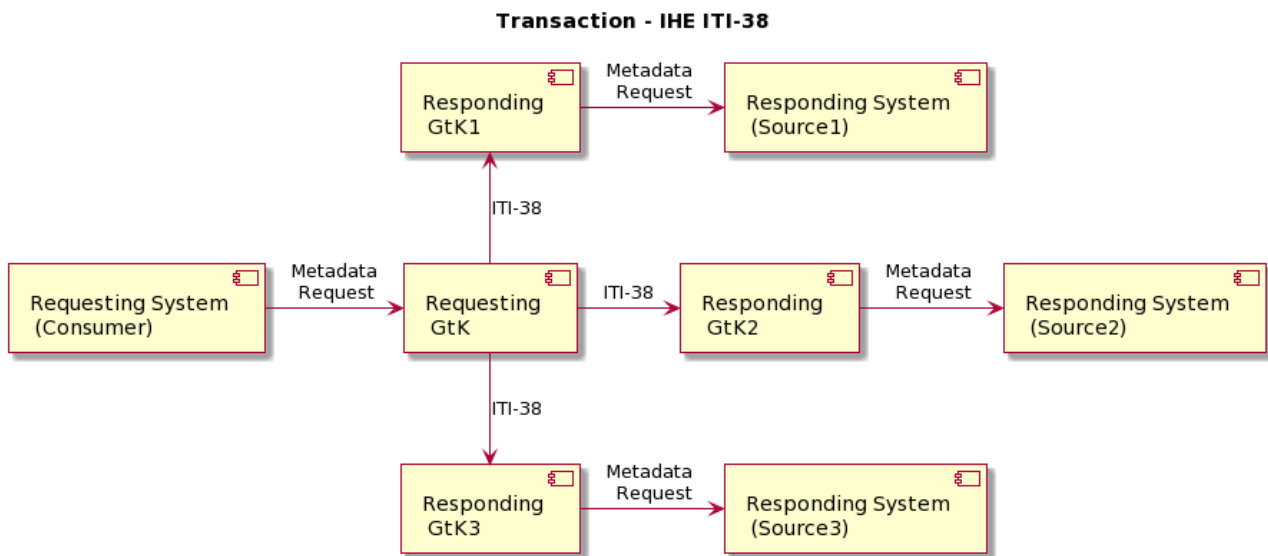 Transaction - IHE ITI-38
Responding
GtK1
Metadata
Request
Responding System
(Source1)
ITI-38
Requesting System
(Consumer)
Metadata
Request
Requesting
GtK
ITI-38
Responding
GtK2
Metadata
Request
Responding System
(Source2)
ITI-38
Responding
GtK3
Metadata
Request
Responding System
(Source3)